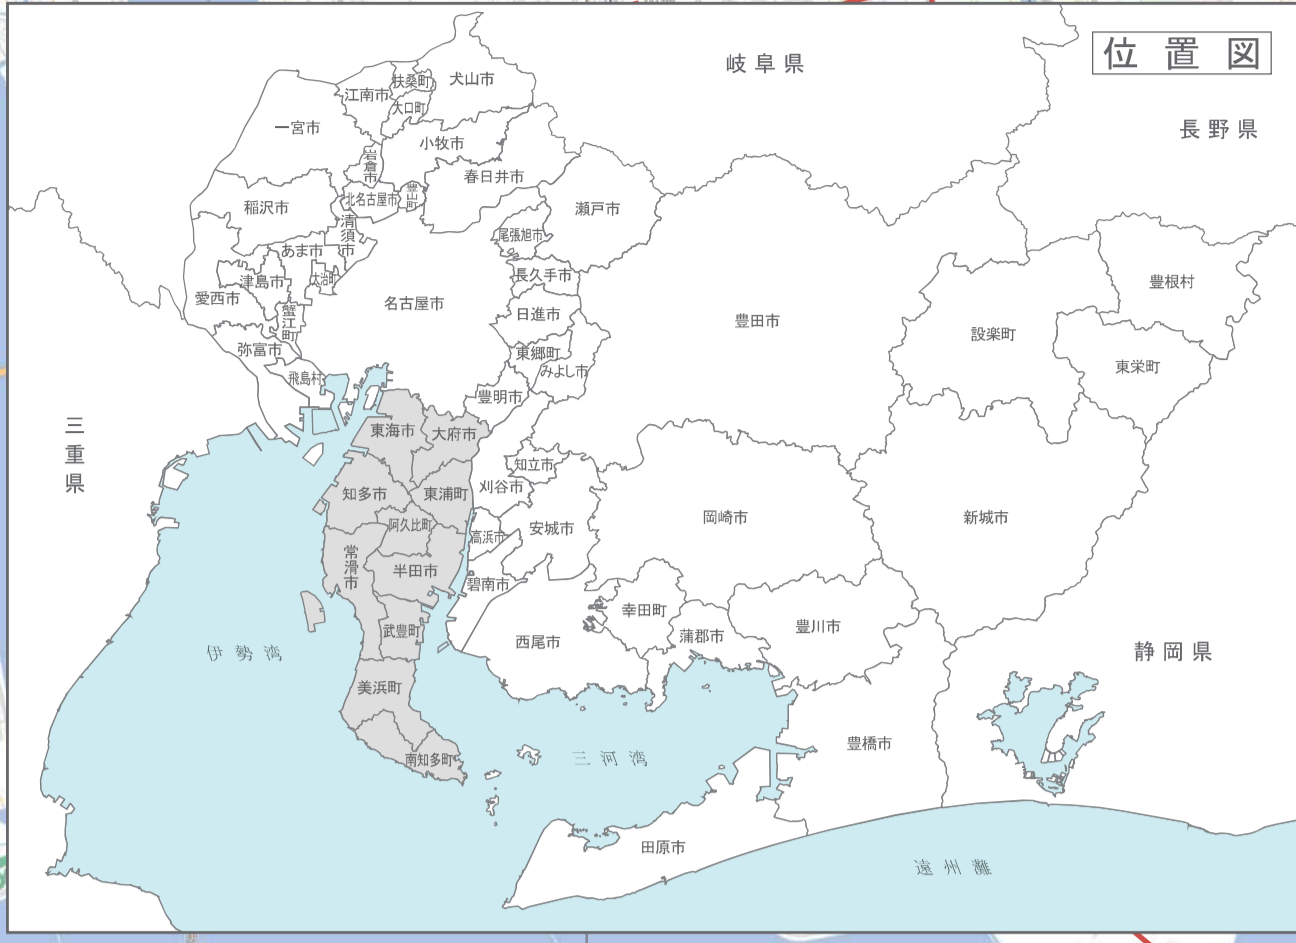 位置図
岐阜県
長野県
犬山市
扶桑町
江南市
大口町
一宮市
小牧市
岩倉市
春日井市
豊山町
北名古屋市
稲沢市
瀬戸市
清須市
尾張旭市
あま市
大治町
長久手市
津島市
愛西市
名古屋市
蟹江町
日進市
豊田市
設楽町
豊根村
弥富市
東郷町
みよし市
東栄町
飛島村
豊明市
三重県
東海市
大府市
知立市
知多市
東浦町
刈谷市
阿久比町
高浜市
安城市
岡崎市
新城市
常滑市
半田市
碧南市
幸田町
蒲郡市
豊川市
武豊町
西尾市
伊勢湾
静岡県
美浜町
南知多町
三河湾
豊橋市
田原市
遠州灘